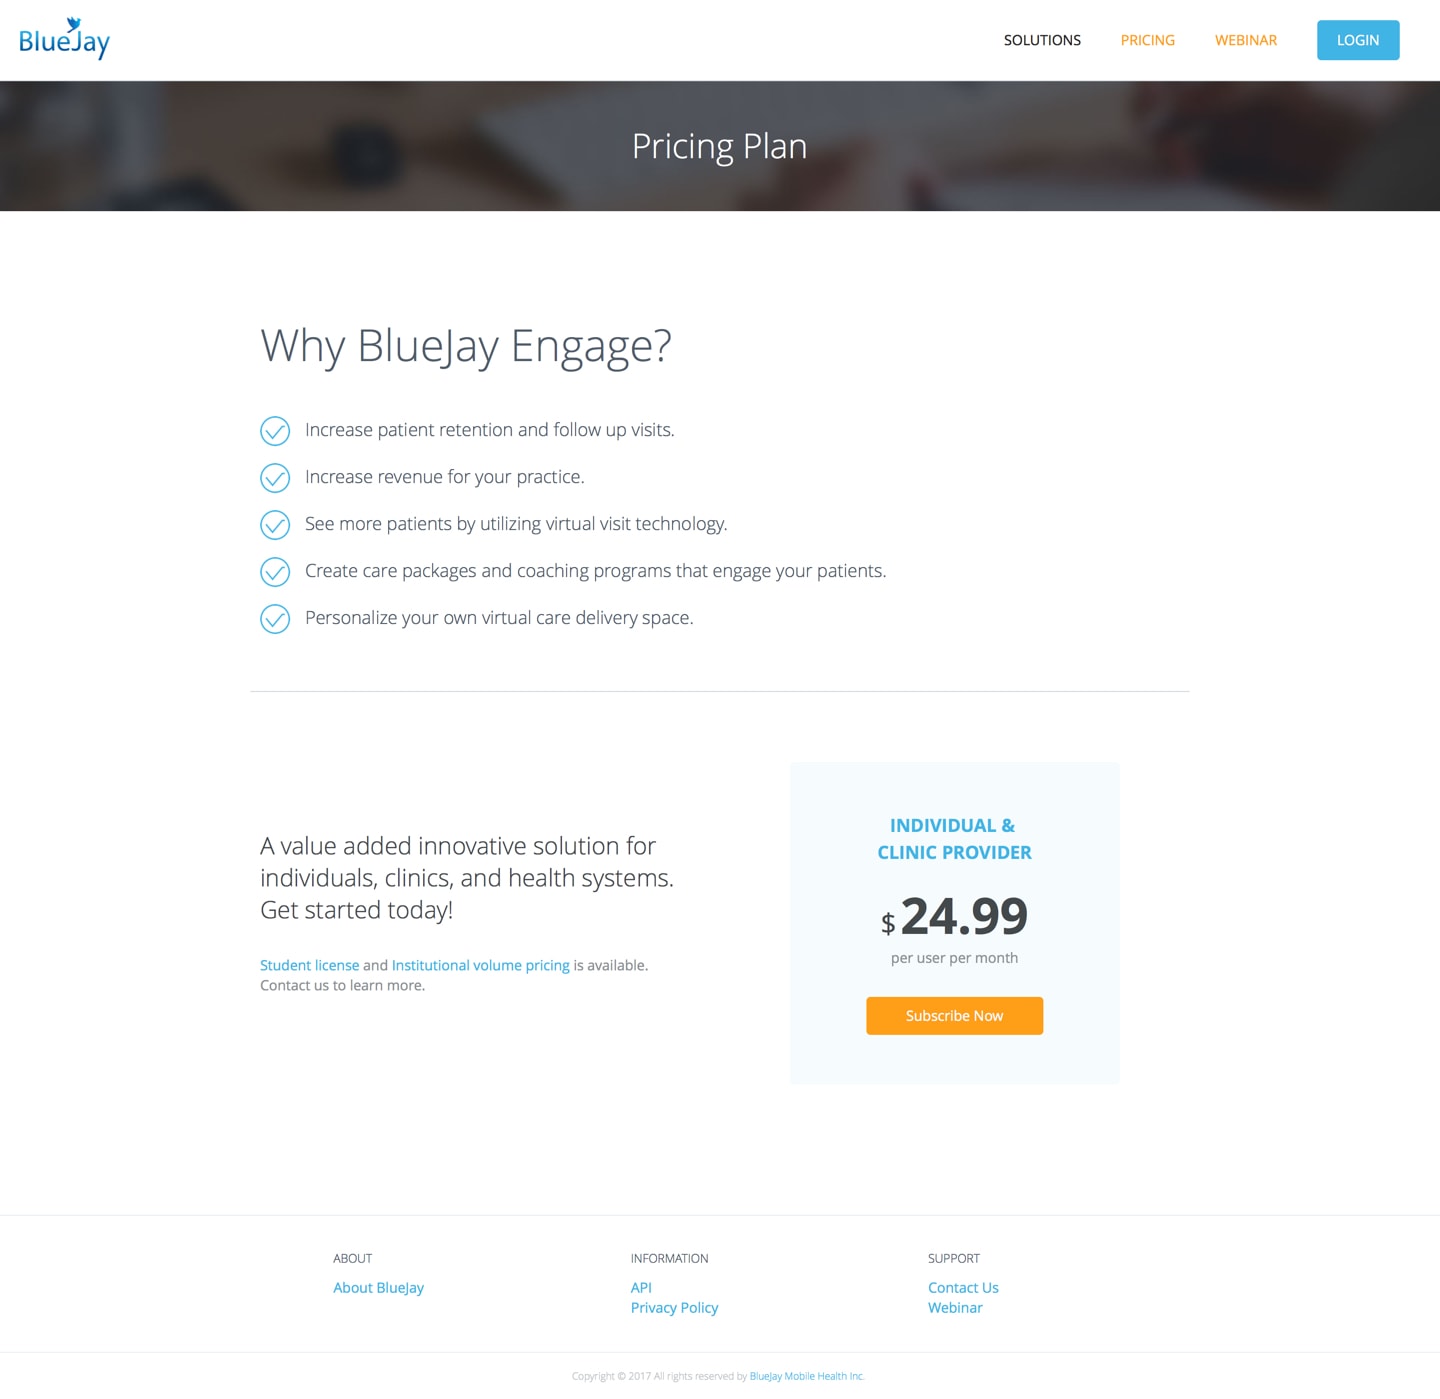 BlueJay
SOLUTIONS
PRICING
WEBINAR
LOGIN
Pricing Plan
Why BlueJay Engage?
Increase patient retention and follow up visits.
Increase revenue for your practice.
See more patients by utilizing virtual visit technology.
Create care packages and coaching programs that engage your patients.
Personalize your own virtual care delivery space.
A value added innovative solution for
individuals, clinics, and health systems.
Get started today!
Student license and Institutional volume pricing is available.
Contact us to learn more.
INDIVIDUAL &
CLINIC PROVIDER
$ 24.99
per user per month
Subscribe Now
ABOUT
About BlueJay
INFORMATION
API
Privacy Policy
SUPPORT
Contact Us
Webinar
Copyright © 2017 All rights reserved by BlueJay Mobile Health Inc.